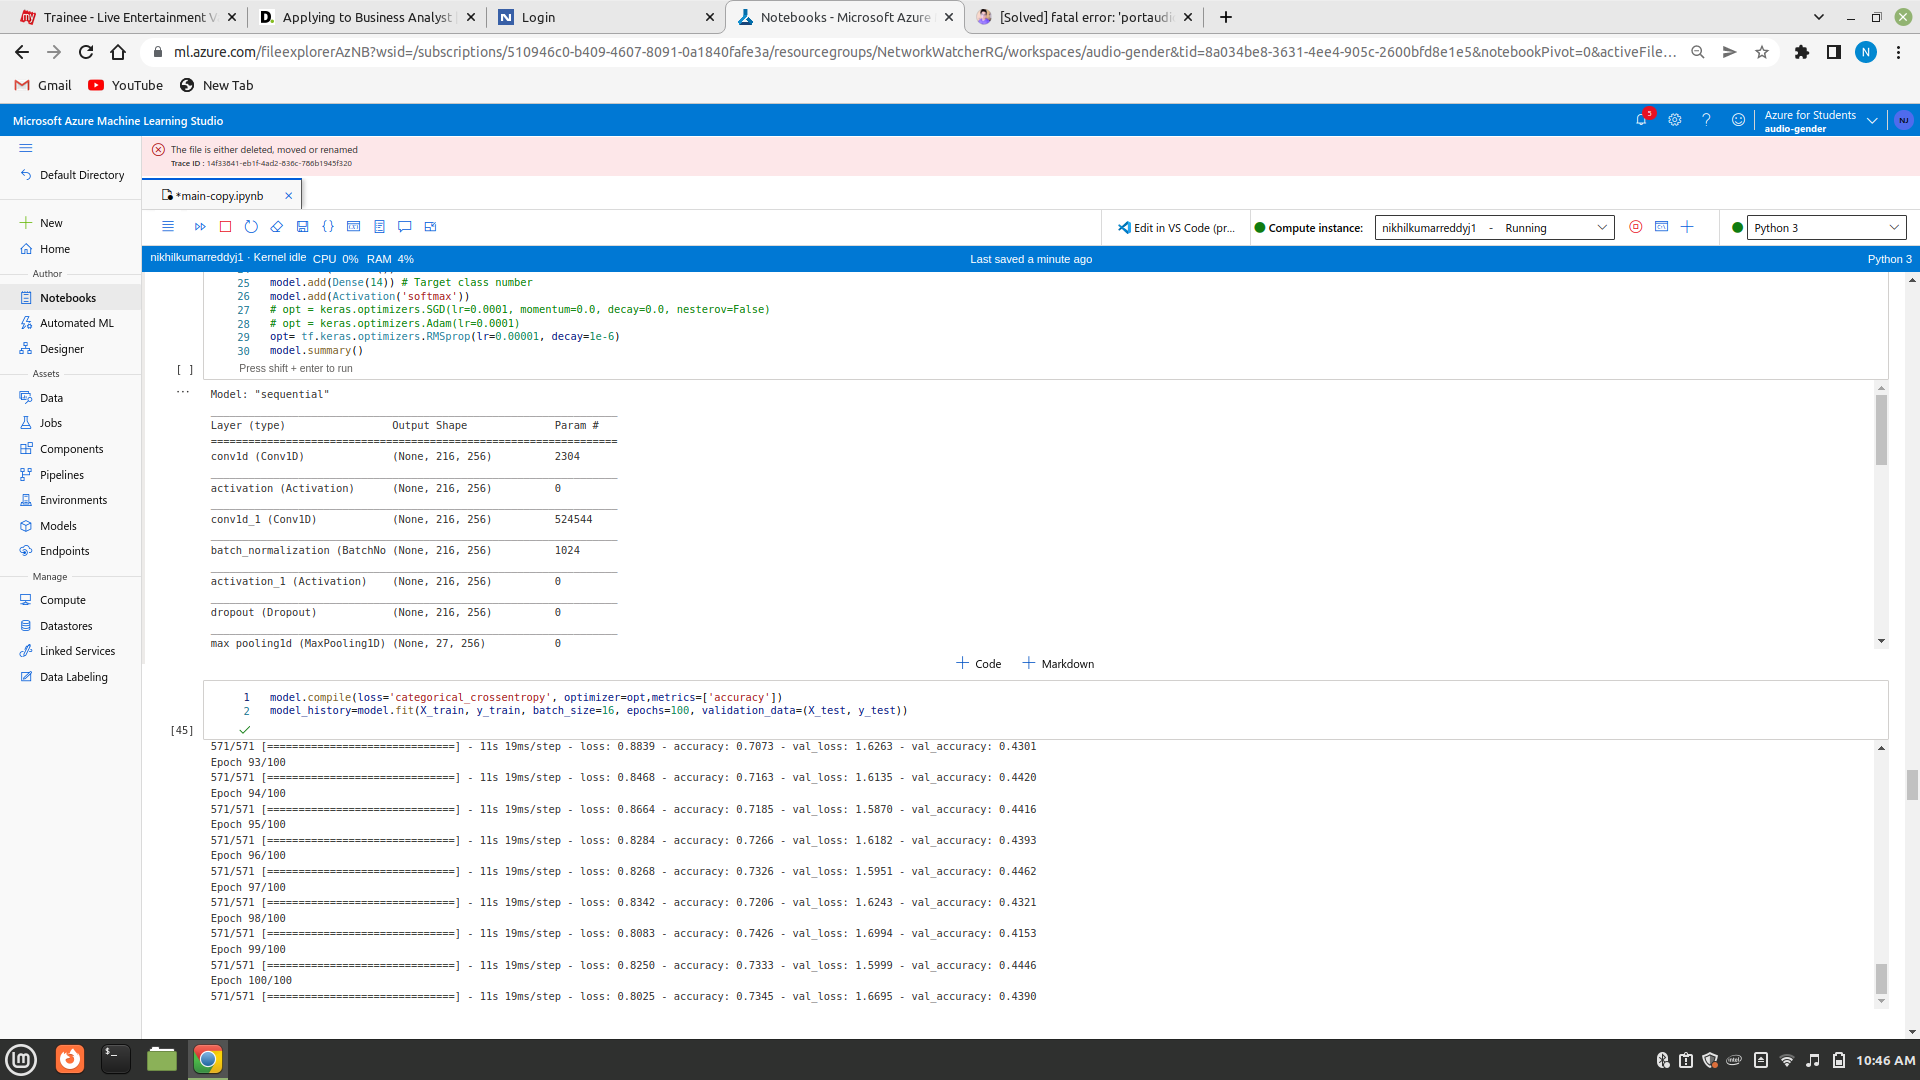 Trainee - Live Entertainment V
Applying to Business Analyst
Login
Notebooks - Microsoft Azure
[Solved] fatal error: 'portaudi
ml.azure.com/fileexplorerAzNB?wsid=/subscriptions/510946c0-b409-4607-8091-0a1840fafe3a/resourcegroups/NetworkWatcherRG/workspaces/audio-gender&tid=8a034be8-3631-4ee4-905c-2600bfd8e1e5&notebookPivot=0&activeFile...
N
Gmail
YouTube
New Tab
Microsoft Azure Machine Learning Studio
5
Azure for Students
audio-gender
NJ
The file is either deleted, moved or renamed
Trace ID : 14f33841-eb1f-4ad2-836c-786b1945f320
Default Directory
*main-copy.ipynb
New
Home
Author
Notebooks
Automated ML
Designer
Assets
Data
Jobs
Components
Pipelines
Environments
Models
Endpoints
Manage
Compute
Datastores
Linked Services
Data Labeling
Edit in VS Code (pr...
Compute instance:
nikhilkumarreddyj1 - Running
Python 3
nikhilkumarreddyj1 · Kernel idle CPU 0% RAM 4%
Last saved a minute ago
Python 3
25 model.add(Dense(14)) # Target class number
26 model.add(Activation('softmax'))
27 # opt = keras.optimizers.SGD(lr=0.0001, momentum=0.0, decay=0.0, nesterov=False)
28 # opt = keras.optimizers.Adam(lr=0.0001)
29 opt= tf.keras.optimizers.RMSprop(lr=0.00001, decay=1e-6)
30 model.summary()
[ ] Press shift + enter to run
Model: "sequential"
Layer (type) Output Shape Param #
=================================================================
conv1d (Conv1D) (None, 216, 256) 2304
activation (Activation) (None, 216, 256) 0
conv1d_1 (Conv1D) (None, 216, 256) 524544
batch_normalization (BatchNo (None, 216, 256) 1024
activation_1 (Activation) (None, 216, 256) 0
dropout (Dropout) (None, 216, 256) 0
max_pooling1d (MaxPooling1D) (None, 27, 256) 0
Code
Markdown
1 model.compile(loss='categorical_crossentropy', optimizer=opt,metrics=['accuracy'])
2 model_history=model.fit(X_train, y_train, batch_size=16, epochs=100, validation_data=(X_test, y_test))
[45]
571/571 [==============================] - 11s 19ms/step - loss: 0.8839 - accuracy: 0.7073 - val_loss: 1.6263 - val_accuracy: 0.4301
Epoch 93/100
571/571 [==============================] - 11s 19ms/step - loss: 0.8468 - accuracy: 0.7163 - val_loss: 1.6135 - val_accuracy: 0.4420
Epoch 94/100
571/571 [==============================] - 11s 19ms/step - loss: 0.8664 - accuracy: 0.7185 - val_loss: 1.5870 - val_accuracy: 0.4416
Epoch 95/100
571/571 [==============================] - 11s 19ms/step - loss: 0.8284 - accuracy: 0.7266 - val_loss: 1.6182 - val_accuracy: 0.4393
Epoch 96/100
571/571 [==============================] - 11s 19ms/step - loss: 0.8268 - accuracy: 0.7326 - val_loss: 1.5951 - val_accuracy: 0.4462
Epoch 97/100
571/571 [==============================] - 11s 19ms/step - loss: 0.8342 - accuracy: 0.7206 - val_loss: 1.6243 - val_accuracy: 0.4321
Epoch 98/100
571/571 [==============================] - 11s 19ms/step - loss: 0.8083 - accuracy: 0.7426 - val_loss: 1.6994 - val_accuracy: 0.4153
Epoch 99/100
571/571 [==============================] - 11s 19ms/step - loss: 0.8250 - accuracy: 0.7333 - val_loss: 1.5999 - val_accuracy: 0.4446
Epoch 100/100
571/571 [==============================] - 11s 19ms/step - loss: 0.8025 - accuracy: 0.7345 - val_loss: 1.6695 - val_accuracy: 0.4390
10:46 AM